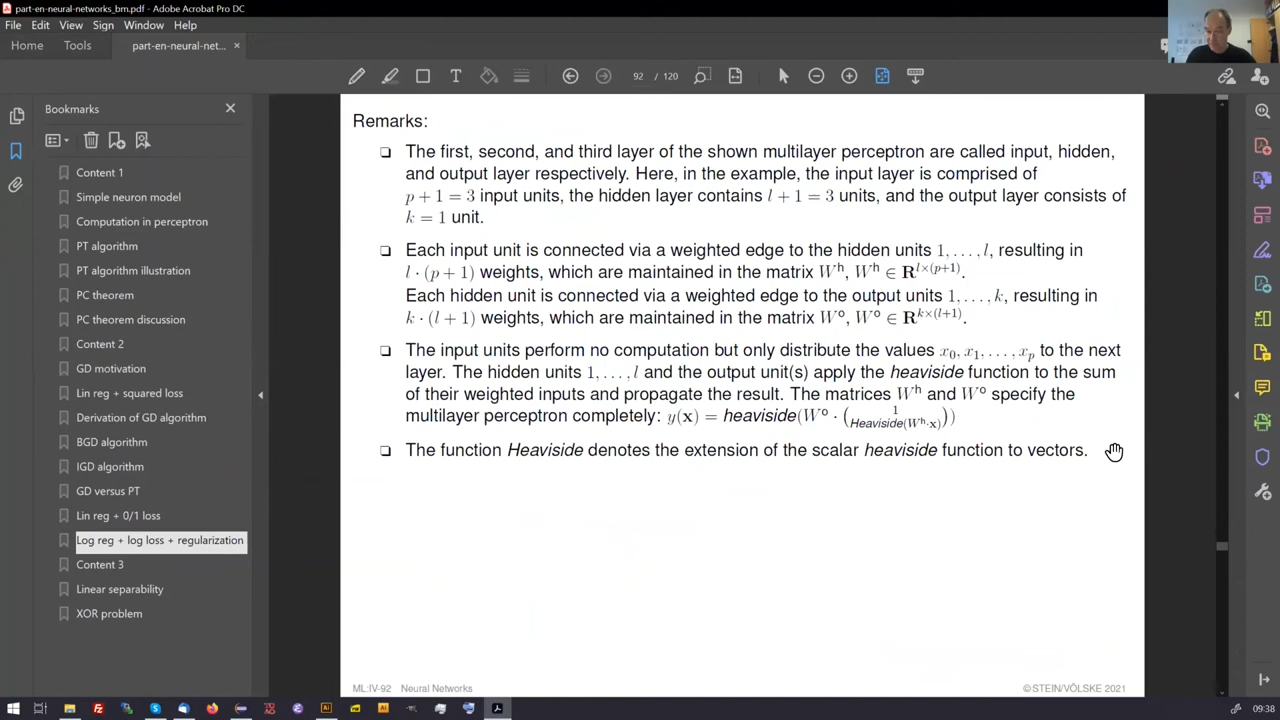 part-en-neural-networks_bm.pdf - Adobe Acrobat Pro DC
File Edit View Sign Window Help
Home Tools part-en-neural-net... ×
92 / 120
Bookmarks
Content 1
Simple neuron model
Computation in perceptron
PT algorithm
PT algorithm illustration
PC theorem
PC theorem discussion
Content 2
GD motivation
Lin reg + squared loss
Derivation of GD algorithm
BGD algorithm
IGD algorithm
GD versus PT
Lin reg + 0/1 loss
Log reg + log loss + regularization
Content 3
Linear separability
XOR problem
Remarks:
❑ The first, second, and third layer of the shown multilayer perceptron are called input, hidden,
and output layer respectively. Here, in the example, the input layer is comprised of
p + 1 = 3 input units, the hidden layer contains l + 1 = 3 units, and the output layer consists of
k = 1 unit.
❑ Each input unit is connected via a weighted edge to the hidden units 1, . . . , l, resulting in
l · (p + 1) weights, which are maintained in the matrix Wʰ, Wʰ ∈ R^{l×(p+1)}.
Each hidden unit is connected via a weighted edge to the output units 1, . . . , k, resulting in
k · (l + 1) weights, which are maintained in the matrix Wᵒ, Wᵒ ∈ R^{k×(l+1)}.
❑ The input units perform no computation but only distribute the values x₀, x₁, . . . , xₚ to the next
layer. The hidden units 1, . . . , l and the output unit(s) apply the heaviside function to the sum
of their weighted inputs and propagate the result. The matrices Wʰ and Wᵒ specify the
multilayer perceptron completely: y(x) = heaviside(Wᵒ · (1 Heaviside(Wʰ·x)))
❑ The function Heaviside denotes the extension of the scalar heaviside function to vectors.
ML:IV-92 Neural Networks ©STEIN/VÖLSKE 2021
09:38